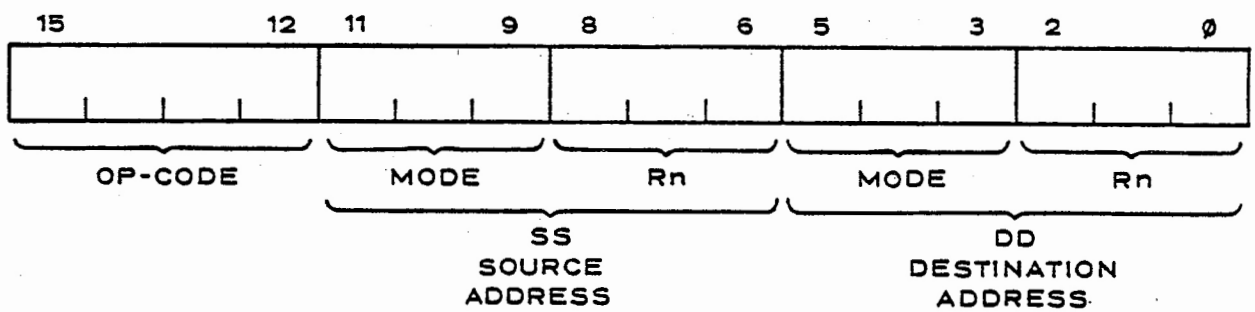 15 12 11 9 8 6 5 3 2 Ø
OP-CODE MODE Rn MODE Rn
SS DD
SOURCE DESTINATION
ADDRESS ADDRESS